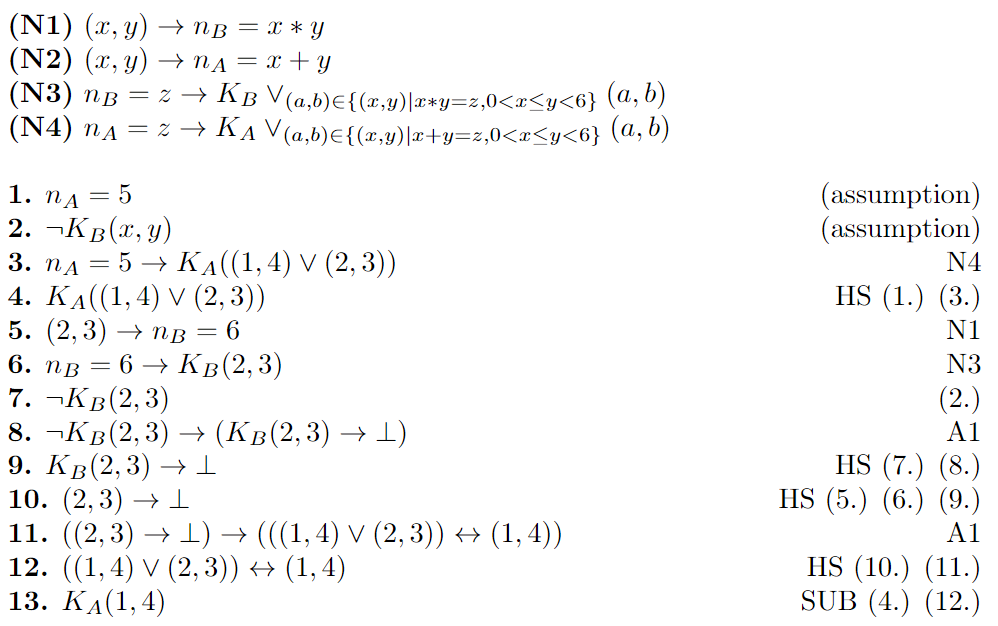 (N1) (x, y) → n_B = x ∗ y
(N2) (x, y) → n_A = x + y
(N3) n_B = z → K_B ∨_{(a,b)∈{(x,y)|x∗y=z,0<x≤y<6}} (a, b)
(N4) n_A = z → K_A ∨_{(a,b)∈{(x,y)|x+y=z,0<x≤y<6}} (a, b)
1. n_A = 5 (assumption)
2. ¬K_B(x, y) (assumption)
3. n_A = 5 → K_A((1, 4) ∨ (2, 3)) N4
4. K_A((1, 4) ∨ (2, 3)) HS (1.) (3.)
5. (2, 3) → n_B = 6 N1
6. n_B = 6 → K_B(2, 3) N3
7. ¬K_B(2, 3) (2.)
8. ¬K_B(2, 3) → (K_B(2, 3) → ⊥) A1
9. K_B(2, 3) → ⊥ HS (7.) (8.)
10. (2, 3) → ⊥ HS (5.) (6.) (9.)
11. ((2, 3) → ⊥) → (((1, 4) ∨ (2, 3)) ↔ (1, 4)) A1
12. ((1, 4) ∨ (2, 3)) ↔ (1, 4) HS (10.) (11.)
13. K_A(1, 4) SUB (4.) (12.)